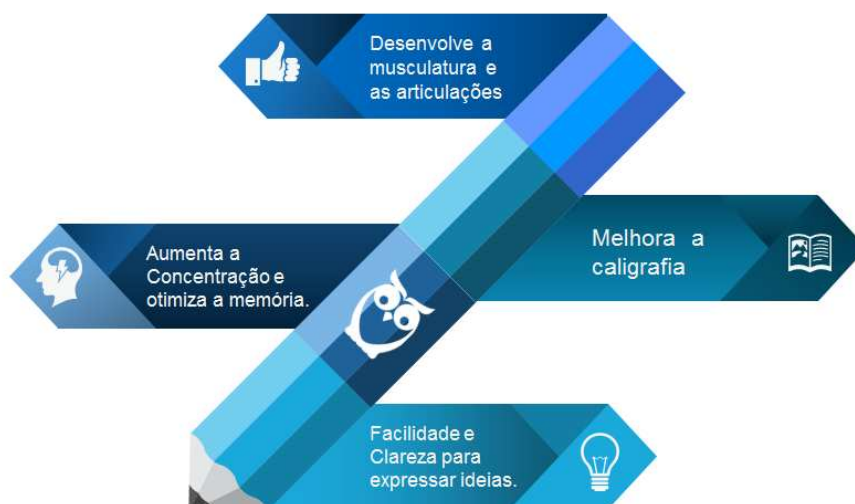 Desenvolve a
musculatura e
as articulações
Aumenta a
Concentração e
otimiza a memória.
Melhora a
caligrafia
Facilidade e
Clareza para
expressar ideias.